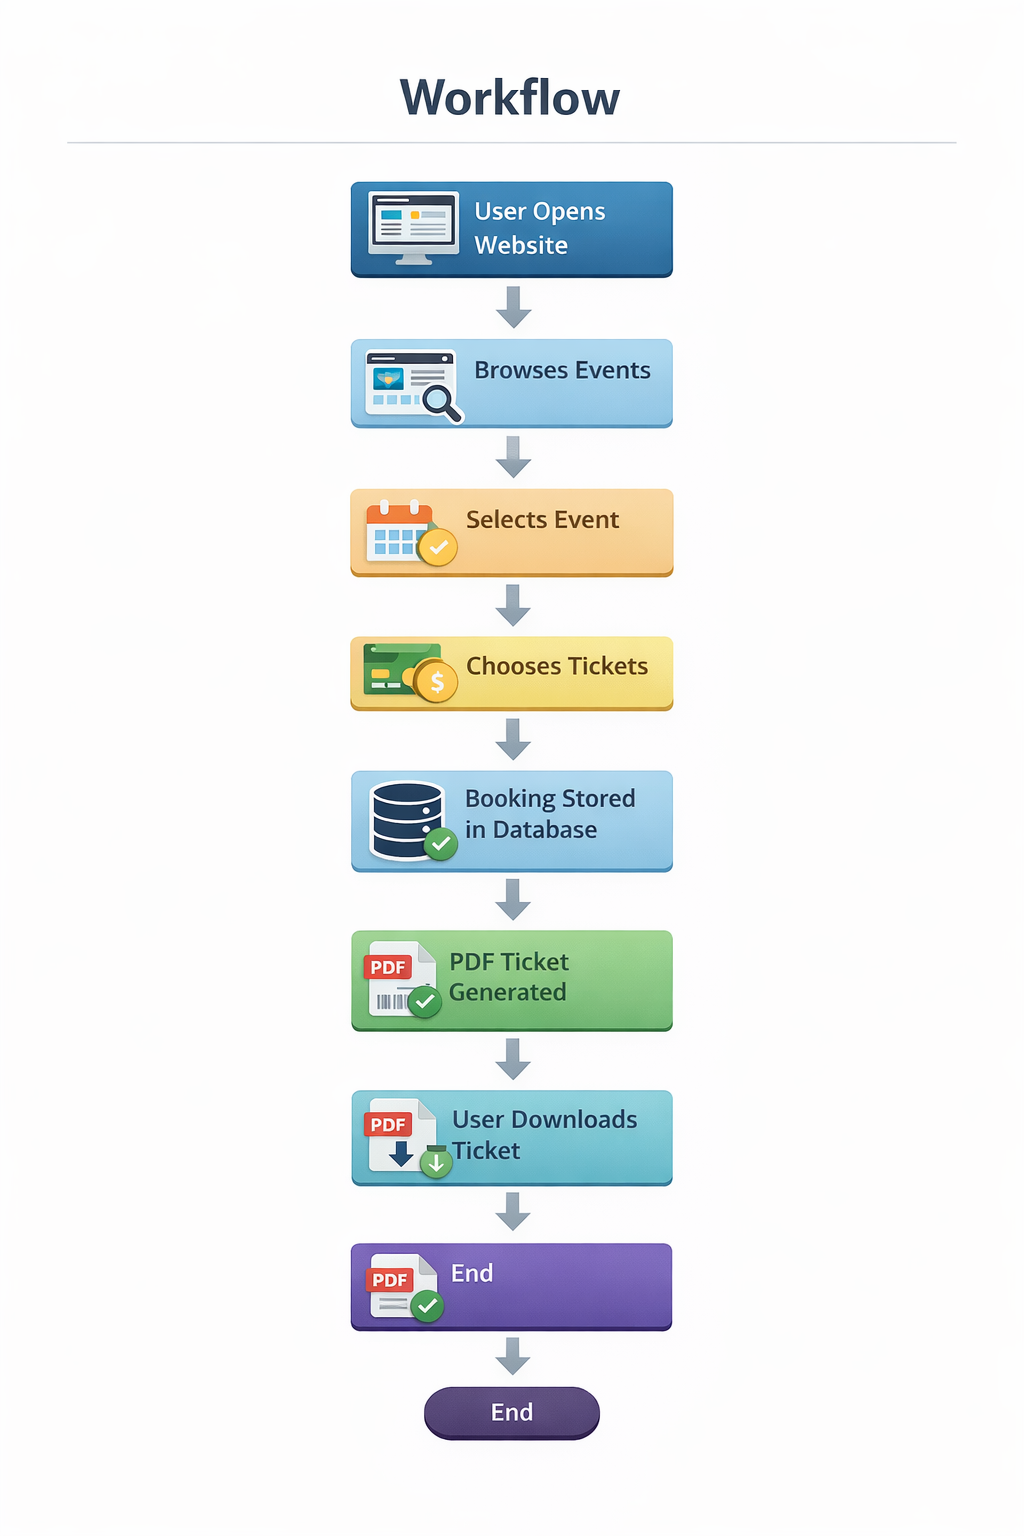 Workflow
User Opens
Website
Browses Events
Selects Event
$
Chooses Tickets
Booking Stored
in Database
PDF
PDF Ticket
Generated
PDF
User Downloads
Ticket
PDF
End
End